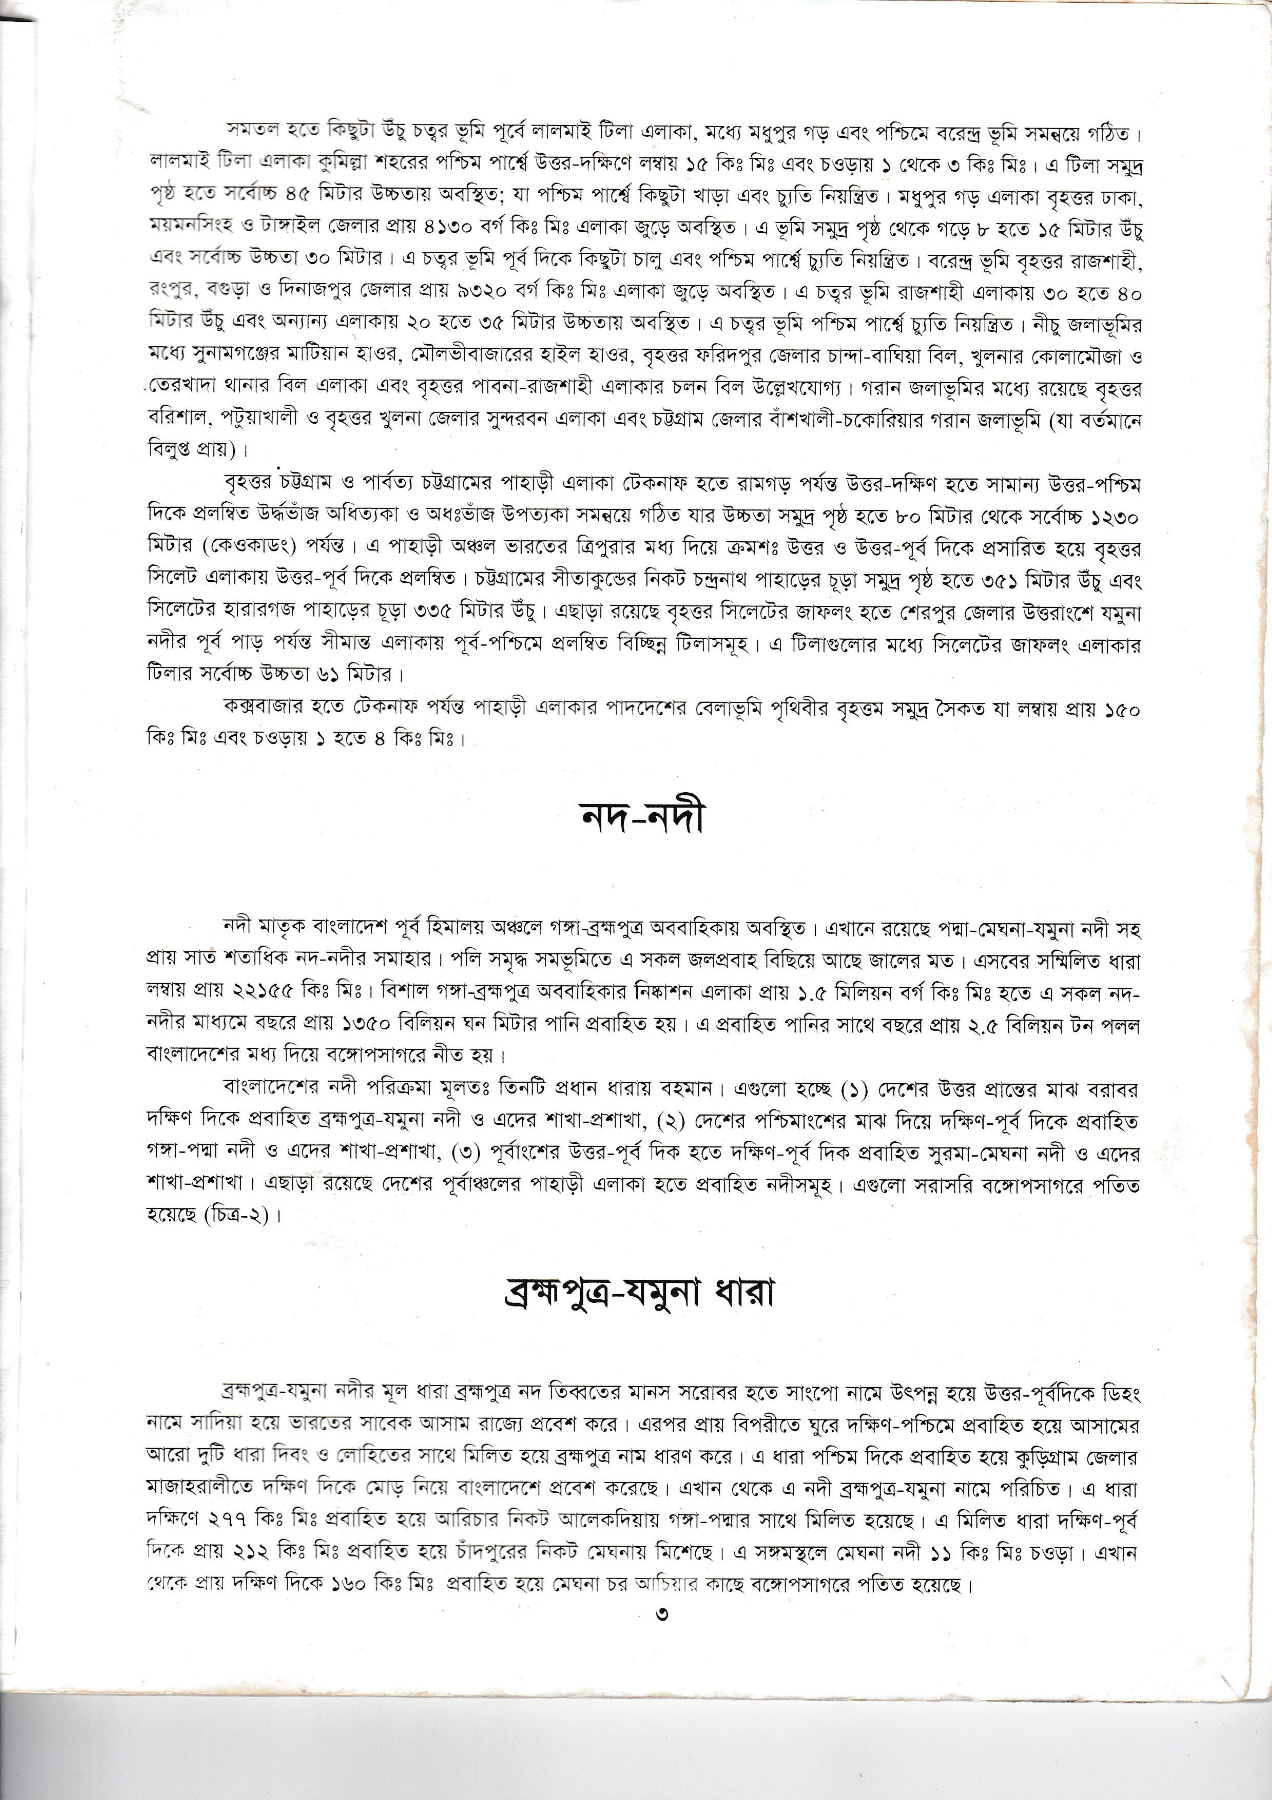 সমতল হতে কিছুটা উঁচু চত্বর ভূমি পূর্বে লালমাই টিলা এলাকা, মধ্যে মধুপুর গড় এবং পশ্চিমে বরেন্দ্র ভূমি সমন্বয়ে গঠিত।
লালমাই টিলা এলাকা কুমিল্লা শহরের পশ্চিম পার্শ্বে উত্তর-দক্ষিণে লম্বায় ১৫ কিঃ মিঃ এবং চওড়ায় ১ থেকে ৩ কিঃ মিঃ। এ টিলা সমুদ্র
পৃষ্ঠ হতে সর্বোচ্চ ৪৫ মিটার উচ্চতায় অবস্থিত; যা পশ্চিম পার্শ্বে কিছুটা খাড়া এবং চ্যুতি নিয়ন্ত্রিত। মধুপুর গড় এলাকা বৃহত্তর ঢাকা,
ময়মনসিংহ ও টাঙ্গাইল জেলার প্রায় ৪১৩০ বর্গ কিঃ মিঃ এলাকা জুড়ে অবস্থিত। এ ভূমি সমুদ্র পৃষ্ঠ থেকে গড়ে ৮ হতে ১৫ মিটার উঁচু
এবং সর্বোচ্চ উচ্চতা ৩০ মিটার। এ চত্বর ভূমি পূর্ব দিকে কিছুটা চালু এবং পশ্চিম পার্শ্বে চ্যুতি নিয়ন্ত্রিত। বরেন্দ্র ভূমি বৃহত্তর রাজশাহী,
রংপুর, বগুড়া ও দিনাজপুর জেলার প্রায় ৯৩২০ বর্গ কিঃ মিঃ এলাকা জুড়ে অবস্থিত। এ চত্বর ভূমি রাজশাহী এলাকায় ৩০ হতে ৪০
মিটার উঁচু এবং অন্যান্য এলাকায় ২০ হতে ৩৫ মিটার উচ্চতায় অবস্থিত। এ চত্বর ভূমি পশ্চিম পার্শ্বে চ্যুতি নিয়ন্ত্রিত। নীচু জলাভূমির
মধ্যে সুনামগঞ্জের মাটিয়ান হাওর, মৌলভীবাজারের হাইল হাওর, বৃহত্তর ফরিদপুর জেলার চান্দা-বাঘিয়া বিল, খুলনার কোলামৌজা ও
তেরখাদা থানার বিল এলাকা এবং বৃহত্তর পাবনা-রাজশাহী এলাকার চলন বিল উল্লেখযোগ্য। গরান জলাভূমির মধ্যে রয়েছে বৃহত্তর
বরিশাল, পটুয়াখালী ও বৃহত্তর খুলনা জেলার সুন্দরবন এলাকা এবং চট্টগ্রাম জেলার বাঁশখালী-চকোরিয়ার গরান জলাভূমি (যা বর্তমানে
বিলুপ্ত প্রায়)।
বৃহত্তর চট্টগ্রাম ও পার্বত্য চট্টগ্রামের পাহাড়ী এলাকা টেকনাফ হতে রামগড় পর্যন্ত উত্তর-দক্ষিণ হতে সামান্য উত্তর-পশ্চিম
দিকে প্রলম্বিত উর্দ্ধভাঁজ অধিত্যকা ও অধঃভাঁজ উপত্যকা সমন্বয়ে গঠিত যার উচ্চতা সমুদ্র পৃষ্ঠ হতে ৮০ মিটার থেকে সর্বোচ্চ ১২৩০
মিটার (কেওকাডং) পর্যন্ত। এ পাহাড়ী অঞ্চল ভারতের ত্রিপুরার মধ্য দিয়ে ক্রমশঃ উত্তর ও উত্তর-পূর্ব দিকে প্রসারিত হয়ে বৃহত্তর
সিলেট এলাকায় উত্তর-পূর্ব দিকে প্রলম্বিত। চট্টগ্রামের সীতাকুন্ডের নিকট চন্দ্রনাথ পাহাড়ের চূড়া সমুদ্র পৃষ্ঠ হতে ৩৫১ মিটার উঁচু এবং
সিলেটের হারারগজ পাহাড়ের চূড়া ৩৩৫ মিটার উঁচু। এছাড়া রয়েছে বৃহত্তর সিলেটের জাফলং হতে শেরপুর জেলার উত্তরাংশে যমুনা
নদীর পূর্ব পাড় পর্যন্ত সীমান্ত এলাকায় পূর্ব-পশ্চিমে প্রলম্বিত বিচ্ছিন্ন টিলাসমূহ। এ টিলাগুলোর মধ্যে সিলেটের জাফলং এলাকার
টিলার সর্বোচ্চ উচ্চতা ৬১ মিটার।
কক্সবাজার হতে টেকনাফ পর্যন্ত পাহাড়ী এলাকার পাদদেশের বেলাভূমি পৃথিবীর বৃহত্তম সমুদ্র সৈকত যা লম্বায় প্রায় ১৫০
কিঃ মিঃ এবং চওড়ায় ১ হতে ৪ কিঃ মিঃ।
নদ-নদী
নদী মাতৃক বাংলাদেশ পূর্ব হিমালয় অঞ্চলে গঙ্গা-ব্রহ্মপুত্র অববাহিকায় অবস্থিত। এখানে রয়েছে পদ্মা-মেঘনা-যমুনা নদী সহ
প্রায় সাত শতাধিক নদ-নদীর সমাহার। পলি সমৃদ্ধ সমভূমিতে এ সকল জলপ্রবাহ বিছিয়ে আছে জালের মত। এসবের সম্মিলিত ধারা
লম্বায় প্রায় ২২১৫৫ কিঃ মিঃ। বিশাল গঙ্গা-ব্রহ্মপুত্র অববাহিকার নিষ্কাশন এলাকা প্রায় ১.৫ মিলিয়ন বর্গ কিঃ মিঃ হতে এ সকল নদ-
নদীর মাধ্যমে বছরে প্রায় ১৩৫০ বিলিয়ন ঘন মিটার পানি প্রবাহিত হয়। এ প্রবাহিত পানির সাথে বছরে প্রায় ২.৫ বিলিয়ন টন পলল
বাংলাদেশের মধ্য দিয়ে বঙ্গোপসাগরে নীত হয়।
বাংলাদেশের নদী পরিক্রমা মূলতঃ তিনটি প্রধান ধারায় বহমান। এগুলো হচ্ছে (১) দেশের উত্তর প্রান্তের মাঝ বরাবর
দক্ষিণ দিকে প্রবাহিত ব্রহ্মপুত্র-যমুনা নদী ও এদের শাখা-প্রশাখা, (২) দেশের পশ্চিমাংশের মাঝ দিয়ে দক্ষিণ-পূর্ব দিকে প্রবাহিত
গঙ্গা-পদ্মা নদী ও এদের শাখা-প্রশাখা, (৩) পূর্বাংশের উত্তর-পূর্ব দিক হতে দক্ষিণ-পূর্ব দিক প্রবাহিত সুরমা-মেঘনা নদী ও এদের
শাখা-প্রশাখা। এছাড়া রয়েছে দেশের পূর্বাঞ্চলের পাহাড়ী এলাকা হতে প্রবাহিত নদীসমূহ। এগুলো সরাসরি বঙ্গোপসাগরে পতিত
হয়েছে (চিত্র-২)।
ব্রহ্মপুত্র-যমুনা ধারা
ব্রহ্মপুত্র-যমুনা নদীর মূল ধারা ব্রহ্মপুত্র নদ তিব্বতের মানস সরোবর হতে সাংপো নামে উৎপন্ন হয়ে উত্তর-পূর্বদিকে ডিহং
নামে সাদিয়া হয়ে ভারতের সাবেক আসাম রাজ্যে প্রবেশ করে। এরপর প্রায় বিপরীতে ঘুরে দক্ষিণ-পশ্চিমে প্রবাহিত হয়ে আসামের
আরো দুটি ধারা দিবং ও লোহিতের সাথে মিলিত হয়ে ব্রহ্মপুত্র নাম ধারণ করে। এ ধারা পশ্চিম দিকে প্রবাহিত হয়ে কুড়িগ্রাম জেলার
মাজাহরালীতে দক্ষিণ দিকে মোড় নিয়ে বাংলাদেশে প্রবেশ করেছে। এখান থেকে এ নদী ব্রহ্মপুত্র-যমুনা নামে পরিচিত। এ ধারা
দক্ষিণে ২৭৭ কিঃ মিঃ প্রবাহিত হয়ে আরিচার নিকট আলেকদিয়ায় গঙ্গা-পদ্মার সাথে মিলিত হয়েছে। এ মিলিত ধারা দক্ষিণ-পূর্ব
দিকে প্রায় ২১২ কিঃ মিঃ প্রবাহিত হয়ে চাঁদপুরের নিকট মেঘনায় মিশেছে। এ সঙ্গমস্থলে মেঘনা নদী ১১ কিঃ মিঃ চওড়া। এখান
থেকে প্রায় দক্ষিণ দিকে ১৬০ কিঃ মিঃ প্রবাহিত হয়ে মেঘনা চর আচিয়ার কাছে বঙ্গোপসাগরে পতিত হয়েছে।
৩